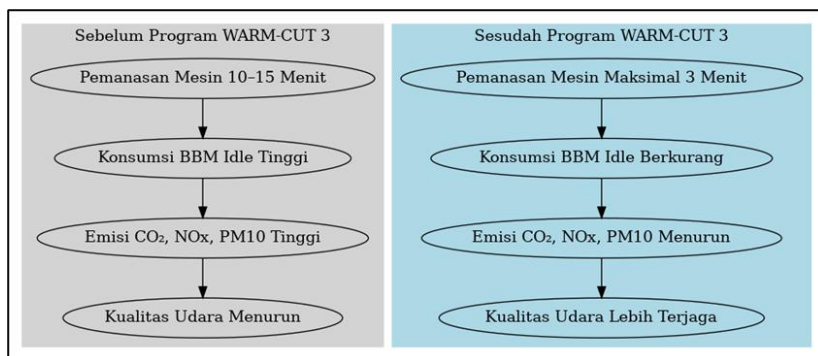 Sebelum Program WARM-CUT 3
Pemanasan Mesin 10–15 Menit
Konsumsi BBM Idle Tinggi
Emisi CO₂, NOx, PM10 Tinggi
Kualitas Udara Menurun
Sesudah Program WARM-CUT 3
Pemanasan Mesin Maksimal 3 Menit
Konsumsi BBM Idle Berkurang
Emisi CO₂, NOx, PM10 Menurun
Kualitas Udara Lebih Terjaga